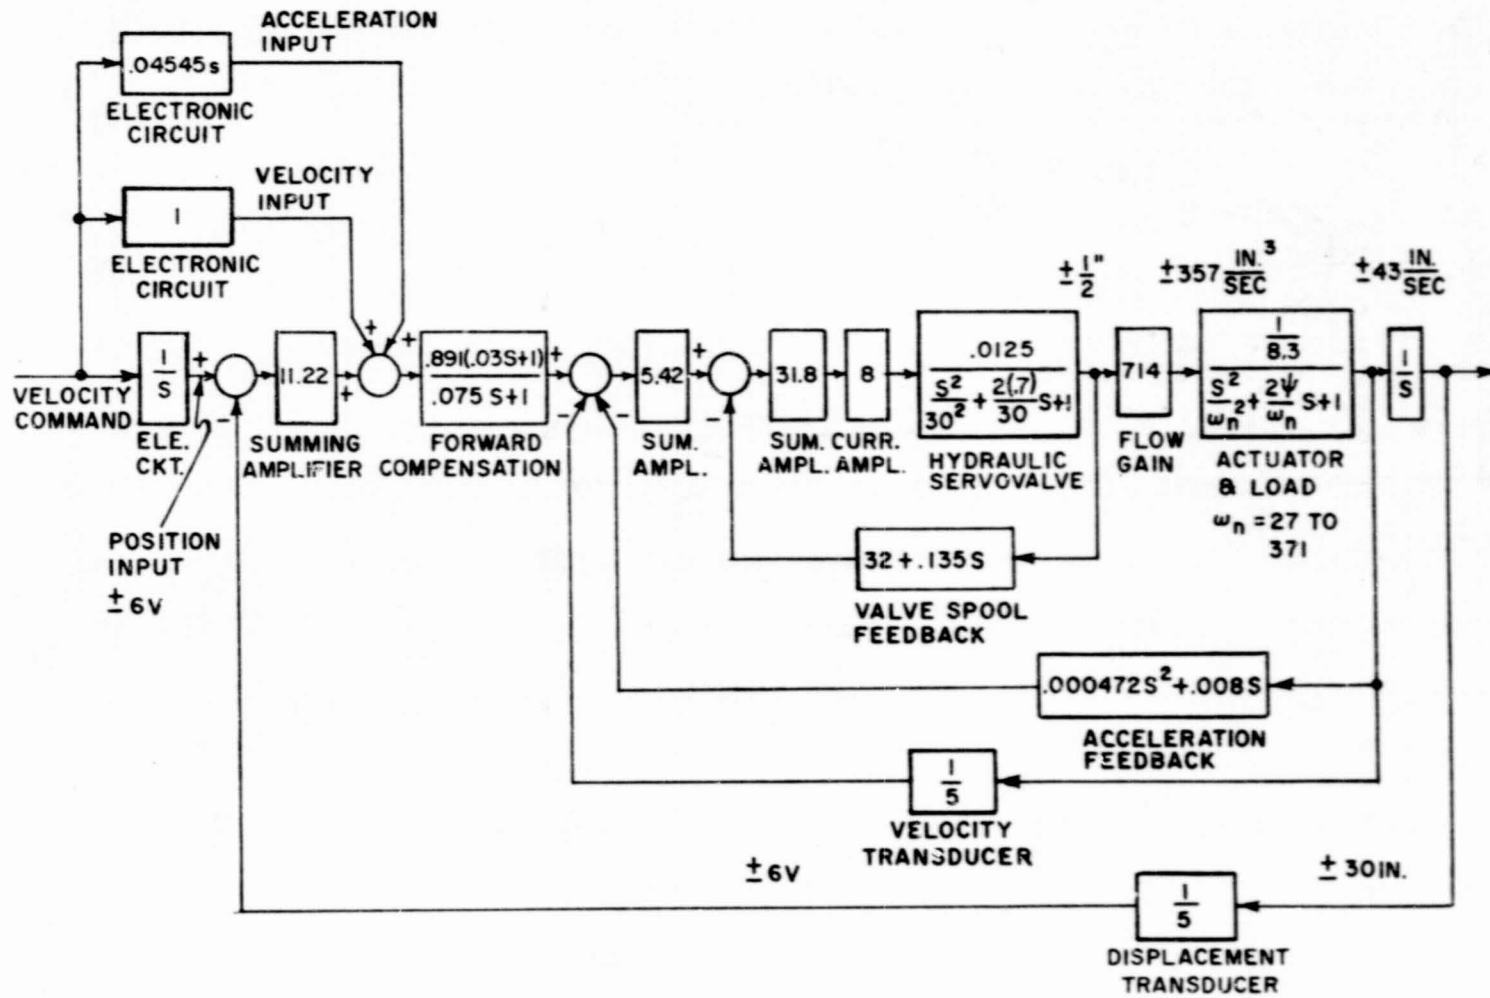 ACCELERATION
INPUT
.04545s
ELECTRONIC
CIRCUIT
VELOCITY
INPUT
1
ELECTRONIC
CIRCUIT
± 1/2"
±357 IN.³/SEC
±43 IN./SEC
VELOCITY
COMMAND
1/S
ELE.
CKT.
+
-
11.22
SUMMING
AMPLIFIER
+
+
+
.891(.03S+1)/.075 S+1
FORWARD
COMPENSATION
+
-
-
5.42
SUM.
AMPL.
+
-
31.8
SUM.
AMPL.
8
CURR.
AMPL.
.0125/(S²/30² + 2(.7)/30 S+1)
HYDRAULIC
SERVOVALVE
714
FLOW
GAIN
1/8.3/(S²/ωn² + 2ψ/ωn S+1)
ACTUATOR
& LOAD
ωn = 27 TO
371
1/S
POSITION
INPUT
± 6V
32 + .135S
VALVE SPOOL
FEEDBACK
.000472S²+.008S
ACCELERATION
FEEDBACK
1/5
VELOCITY
TRANSDUCER
± 6V
± 30IN.
1/5
DISPLACEMENT
TRANSDUCER